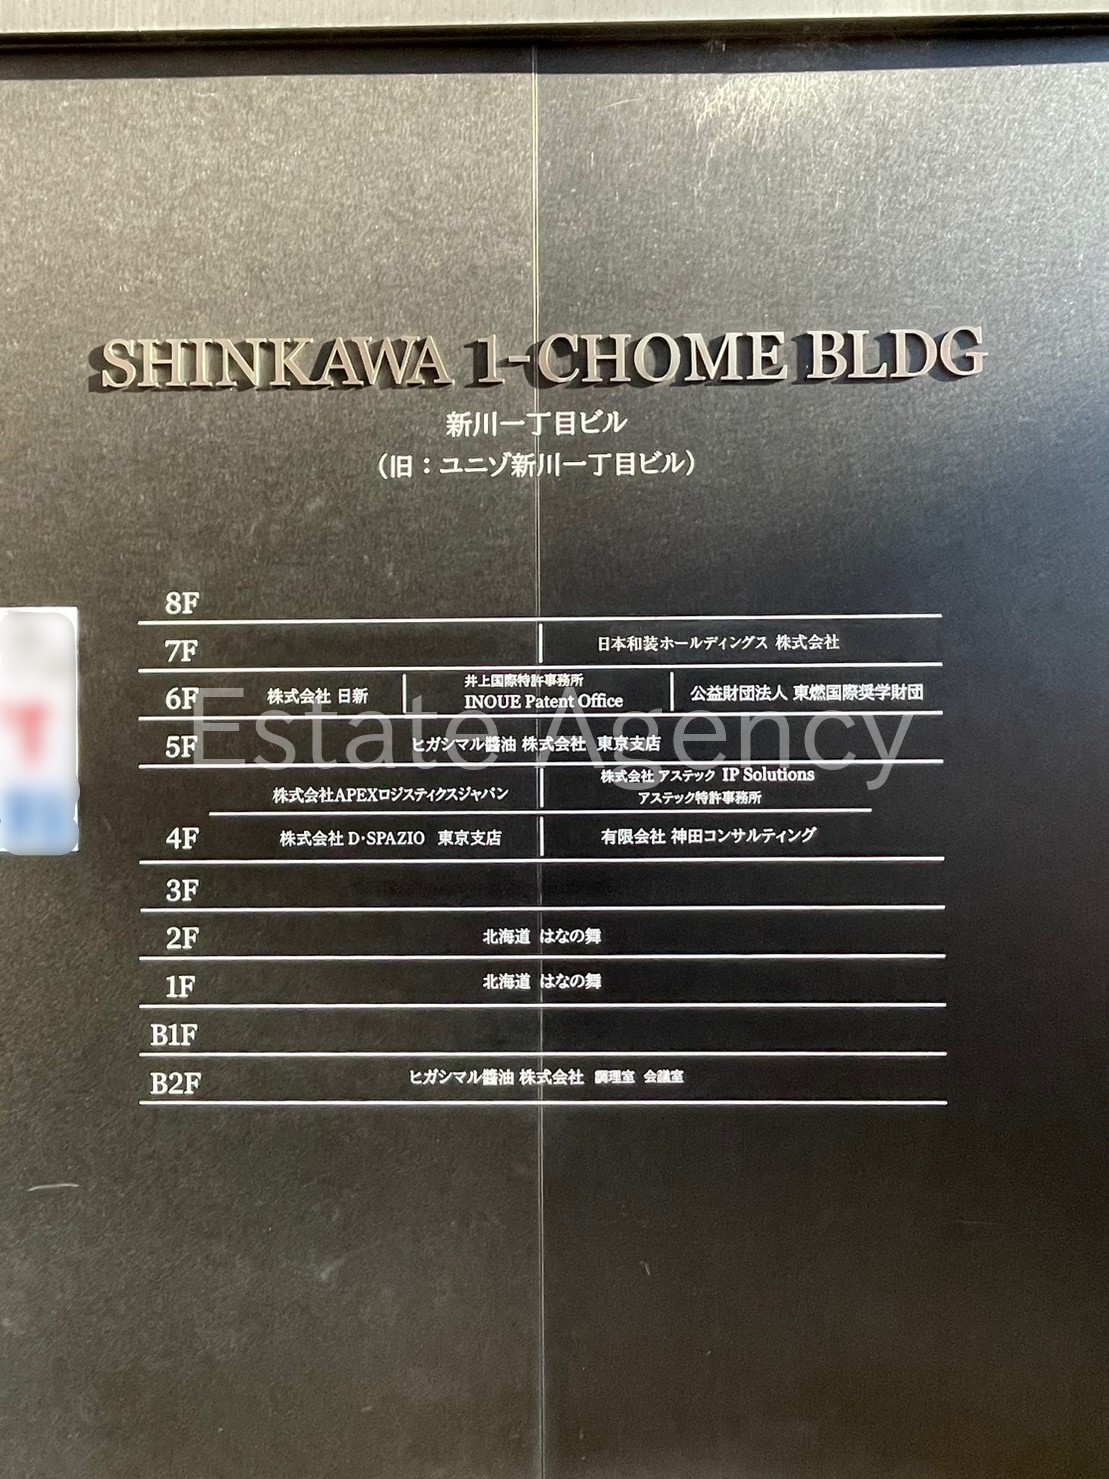 SHINKAWA 1-CHOME BLDG
新川一丁目ビル
（旧：ユニゾ新川一丁目ビル）
8F
7F 日本和装ホールディングス 株式会社
6F 株式会社 日新 井上国際特許事務所 INOUE Patent Office 公益財団法人 東燃国際奨学財団
Estate Agency
5F ヒガシマル醬油 株式会社 東京支店
株式会社APEXロジスティクスジャパン 株式会社 アステック IP Solutions
アステック特許事務所
4F 株式会社 D・SPAZIO 東京支店 有限会社 神田コンサルティング
3F
2F 北海道 はなの舞
1F 北海道 はなの舞
B1F
B2F ヒガシマル醬油 株式会社 調理室 会議室